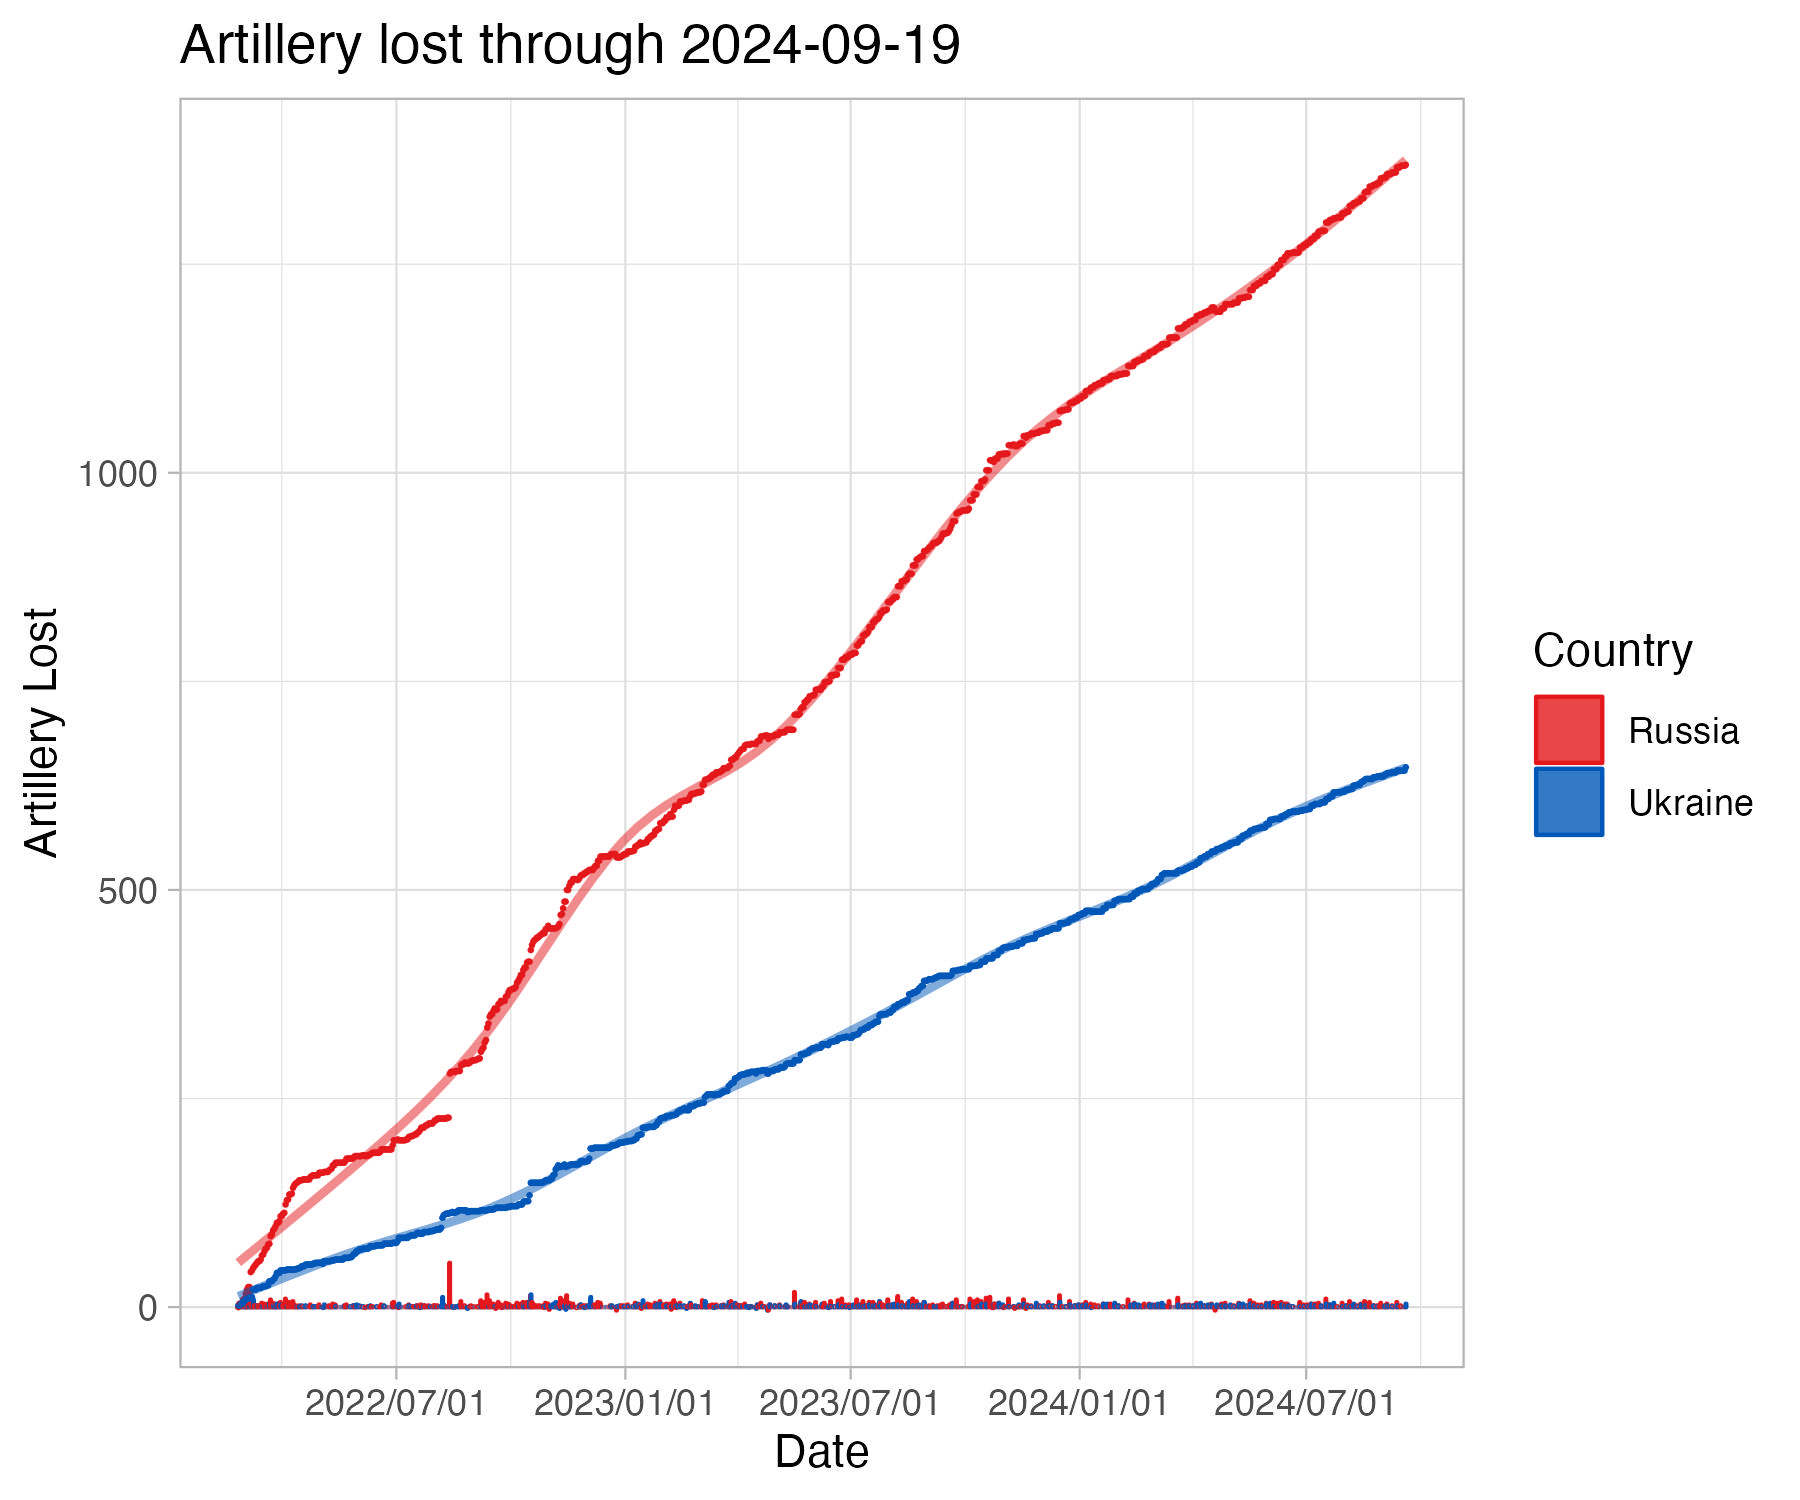 Artillery lost through 2024-09-19
Artillery Lost
1000
500
0
2022/07/01
2023/01/01
2023/07/01
2024/01/01
2024/07/01
Date
Country
Russia
Ukraine